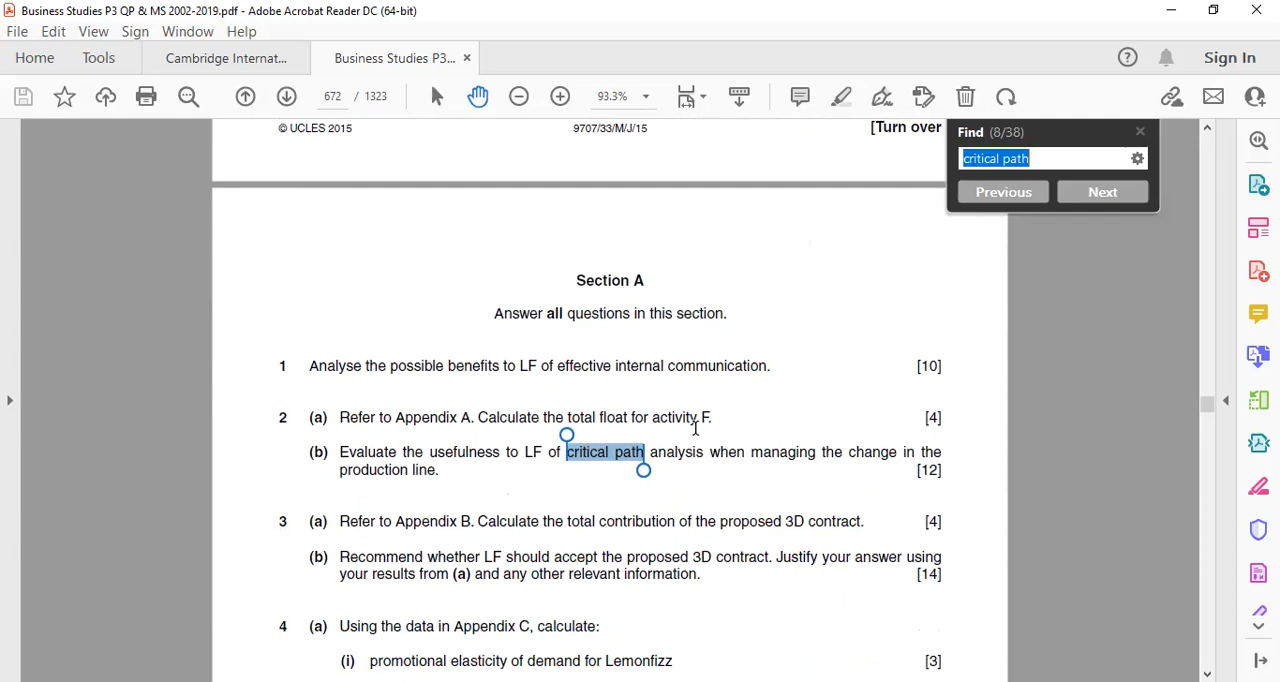 Business Studies P3 QP & MS 2002-2019.pdf - Adobe Acrobat Reader DC (64-bit)
File Edit View Sign Window Help
Home Tools Cambridge Internat... Business Studies P3... × Sign In
672 / 1323 93.3%
© UCLES 2015 9707/33/M/J/15 [Turn over
Find (8/38)
critical path
Previous Next
Section A
Answer all questions in this section.
1 Analyse the possible benefits to LF of effective internal communication. [10]
2 (a) Refer to Appendix A. Calculate the total float for activity F. [4]
(b) Evaluate the usefulness to LF of critical path analysis when managing the change in the
production line. [12]
3 (a) Refer to Appendix B. Calculate the total contribution of the proposed 3D contract. [4]
(b) Recommend whether LF should accept the proposed 3D contract. Justify your answer using
your results from (a) and any other relevant information. [14]
4 (a) Using the data in Appendix C, calculate:
(i) promotional elasticity of demand for Lemonfizz [3]